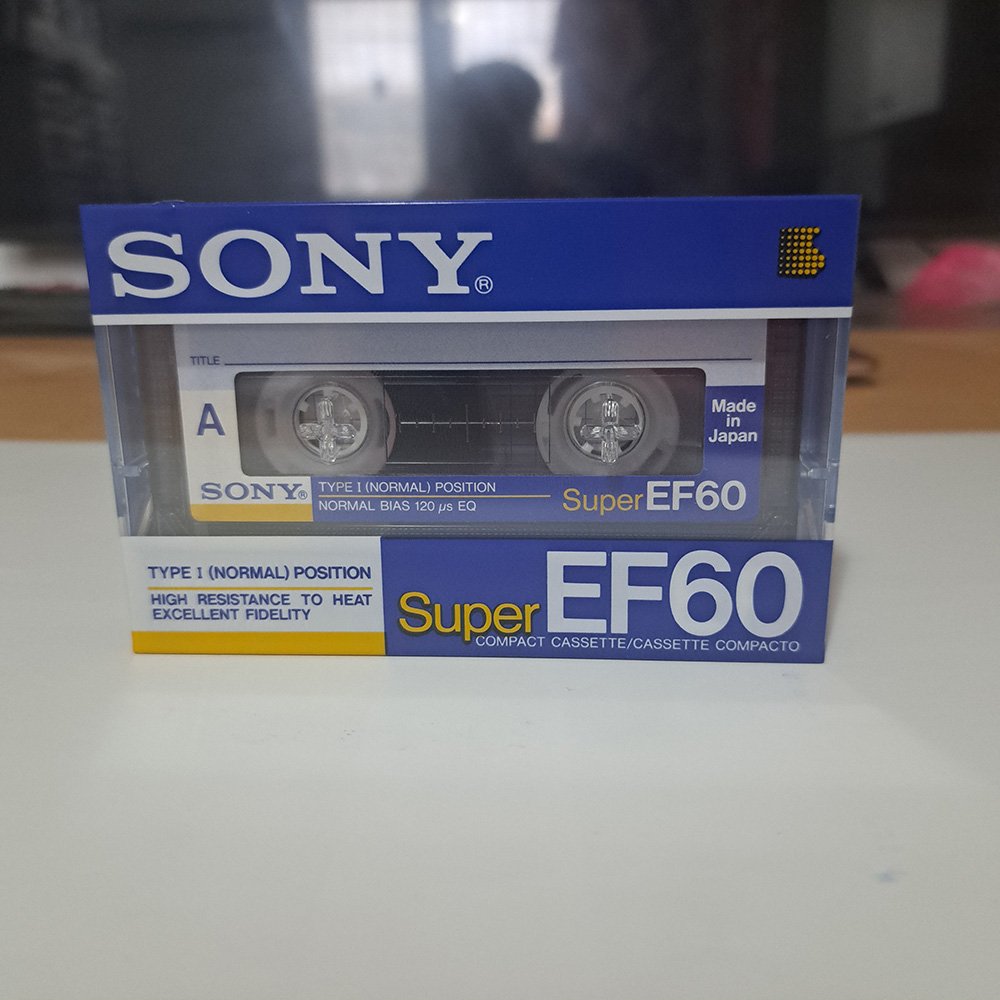 SONY®
TITLE
A
Made
in
Japan
SONY®
TYPE I (NORMAL) POSITION
NORMAL BIAS 120 µs EQ
Super EF60
TYPE I (NORMAL) POSITION
HIGH RESISTANCE TO HEAT
EXCELLENT FIDELITY
Super EF60
COMPACT CASSETTE/CASSETTE COMPACTO